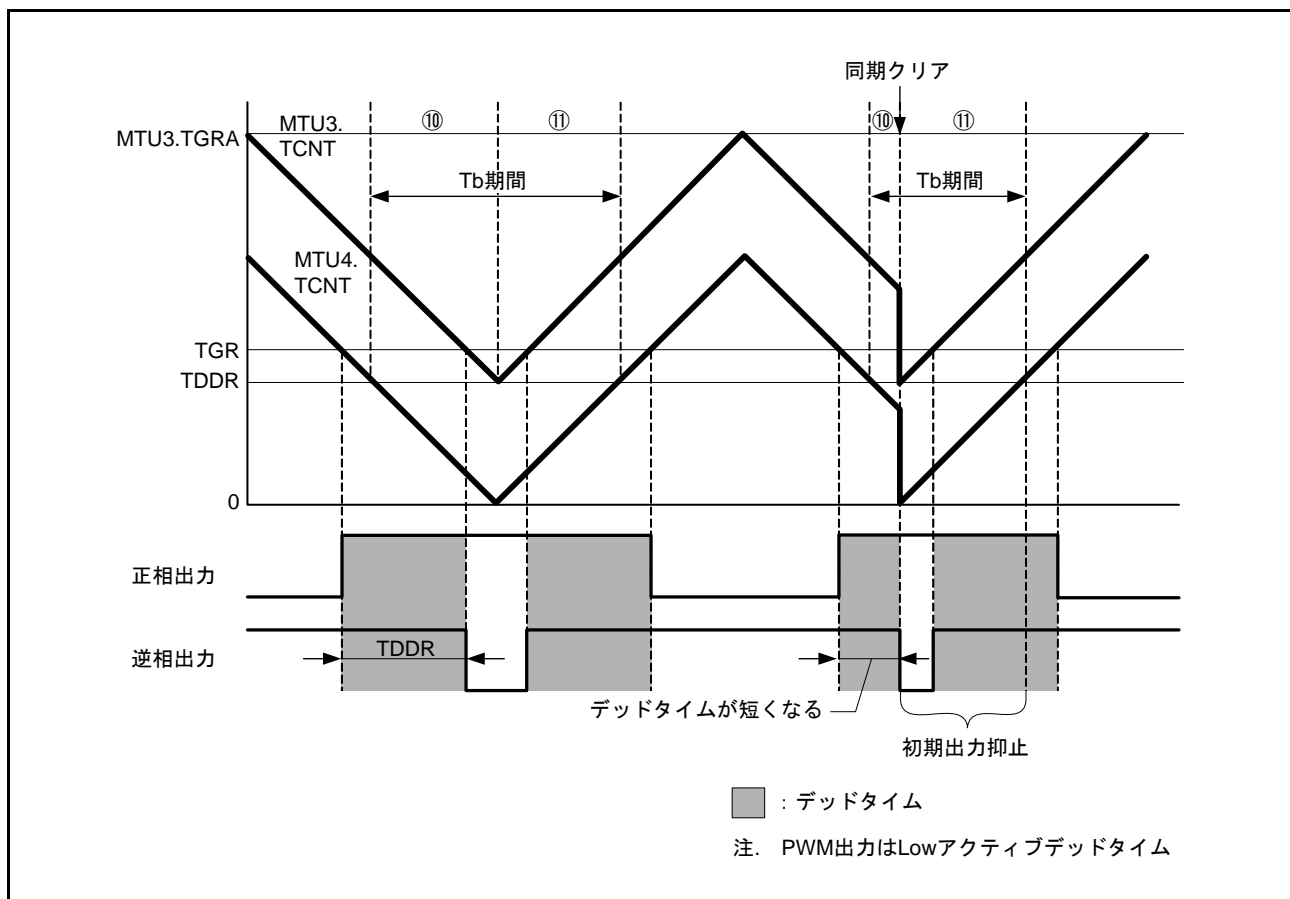 同期クリア
MTU3.TGRA
MTU3.
TCNT
⑩
⑪
⑩
⑪
Tb期間
Tb期間
MTU4.
TCNT
TGR
TDDR
0
正相出力
逆相出力
TDDR
デッドタイムが短くなる
初期出力抑止
：デッドタイム
注. PWM出力はLowアクティブデッドタイム